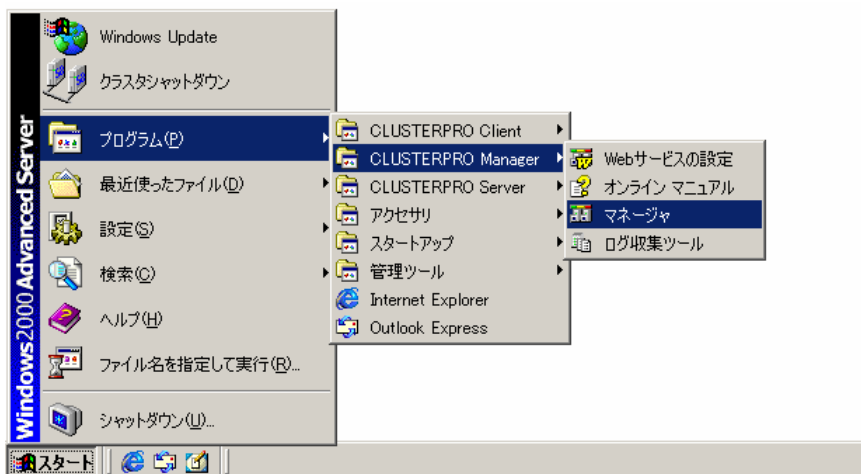 Windows Update
クラスタシャットダウン
プログラム(P)
最近使ったファイル(D)
設定(S)
検索(C)
ヘルプ(H)
ファイル名を指定して実行(R)...
シャットダウン(U)...
Windows2000 Advanced Server
CLUSTERPRO Client
CLUSTERPRO Manager
CLUSTERPRO Server
アクセサリ
スタートアップ
管理ツール
Internet Explorer
Outlook Express
Webサービスの設定
オンライン マニュアル
マネージャ
ログ収集ツール
スタート